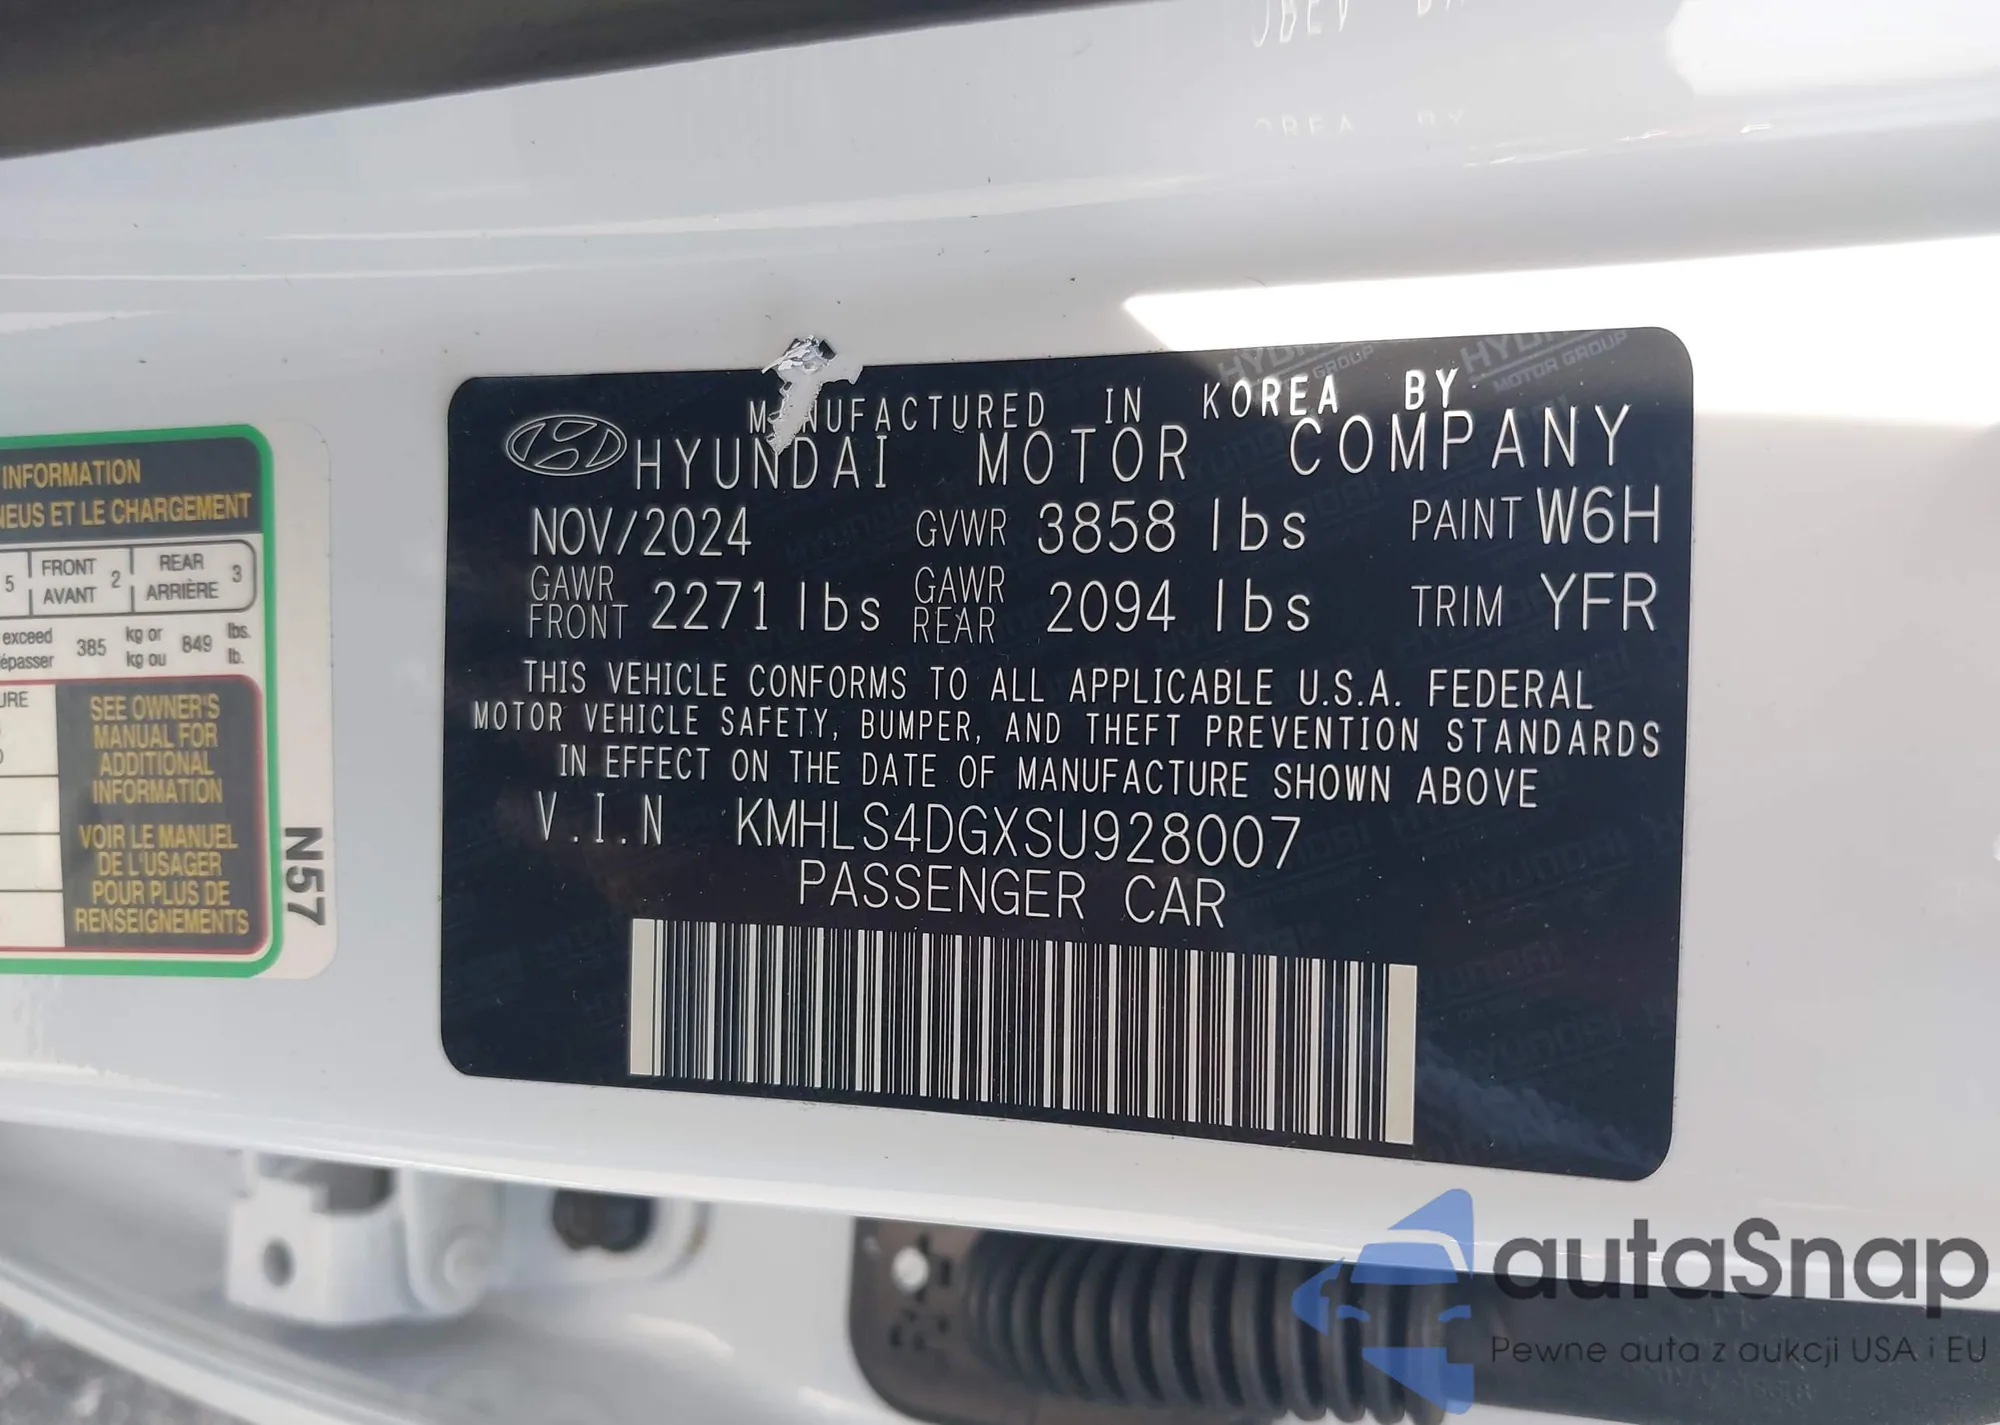 MANUFACTURED IN KOREA BY
HYUNDAI MOTOR COMPANY
NOV/2024 GVWR 3858 lbs PAINT W6H
GAWR FRONT 2271 lbs GAWR REAR 2094 lbs TRIM YFR
THIS VEHICLE CONFORMS TO ALL APPLICABLE U.S.A. FEDERAL
MOTOR VEHICLE SAFETY, BUMPER, AND THEFT PREVENTION STANDARDS
IN EFFECT ON THE DATE OF MANUFACTURE SHOWN ABOVE
V.I.N KMHLS4DGXSU928007
PASSENGER CAR
INFORMATION
ET LE CHARGEMENT
5 FRONT AVANT 2 REAR ARRIÈRE 3
exceed 385 kg or 849 lbs.
kg ou lb.
SEE OWNER'S
MANUAL FOR
ADDITIONAL
INFORMATION
VOIR LE MANUEL
DE L'USAGER
POUR PLUS DE
RENSEIGNEMENTS
N57
autaSnap
Pewne auta z aukcji USA i EU